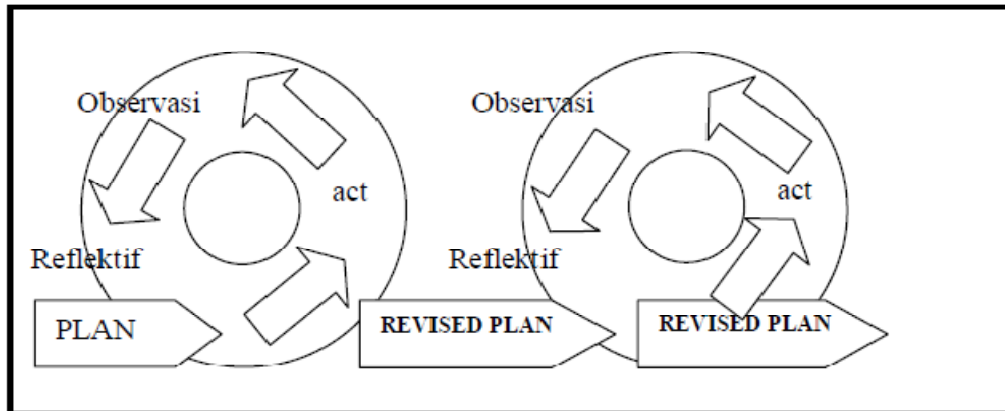 Observasi
act
Reflektif
PLAN
Observasi
act
Reflektif
REVISED PLAN
REVISED PLAN